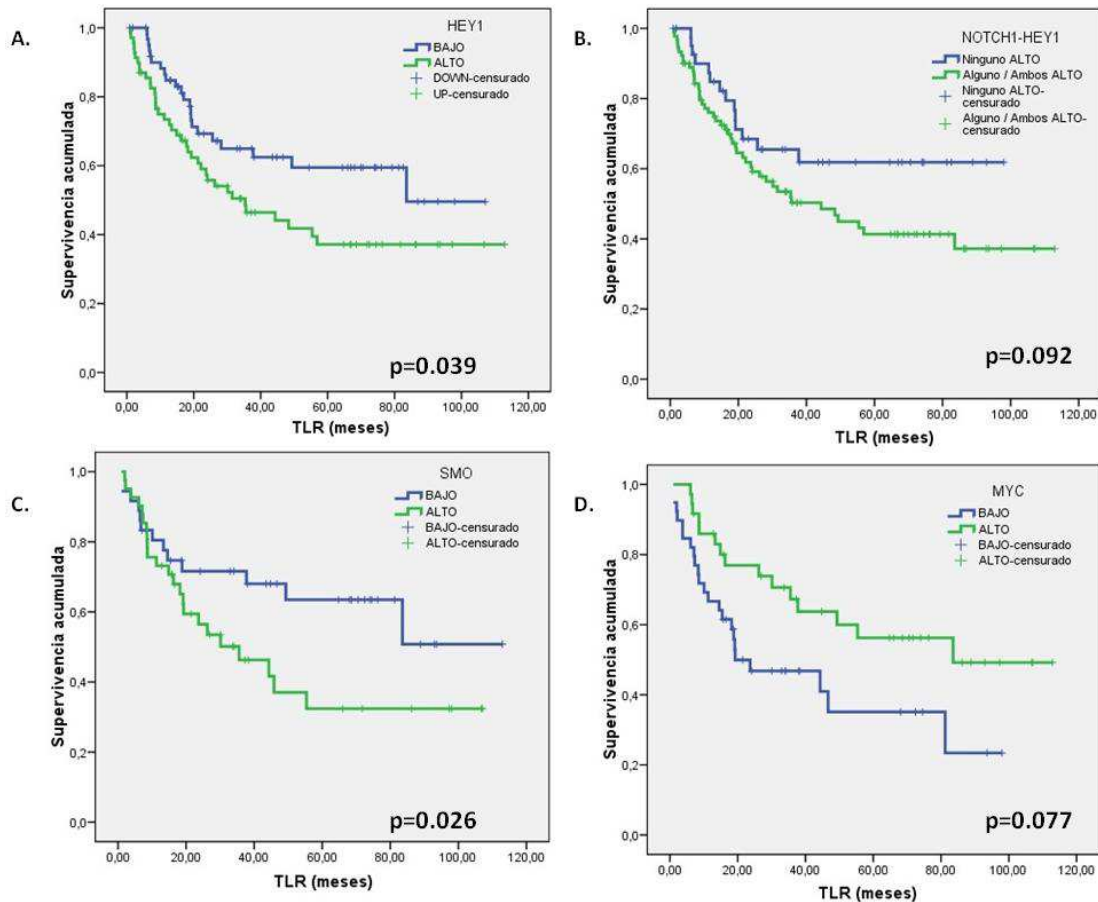 A.
HEY1
BAJO
ALTO
DOWN-censurado
UP-censurado
Supervivencia acumulada
1,0
0,8
0,6
0,4
0,2
0,0
p=0.039
0,00 20,00 40,00 60,00 80,00 100,00 120,00
TLR (meses)
B.
NOTCH1-HEY1
Ninguno ALTO
Alguno / Ambos ALTO
Ninguno ALTO-
censurado
Alguno / Ambos ALTO-
censurado
Supervivencia acumulada
1,0
0,8
0,6
0,4
0,2
0,0
p=0.092
0,00 20,00 40,00 60,00 80,00 100,00 120,00
TLR (meses)
C.
SMO
BAJO
ALTO
BAJO-censurado
ALTO-censurado
Supervivencia acumulada
1,0
0,8
0,6
0,4
0,2
0,0
p=0.026
0,00 20,00 40,00 60,00 80,00 100,00 120,00
TLR (meses)
D.
MYC
BAJO
ALTO
BAJO-censurado
ALTO-censurado
Supervivencia acumulada
1,0
0,8
0,6
0,4
0,2
0,0
p=0.077
0,00 20,00 40,00 60,00 80,00 100,00 120,00
TLR (meses)